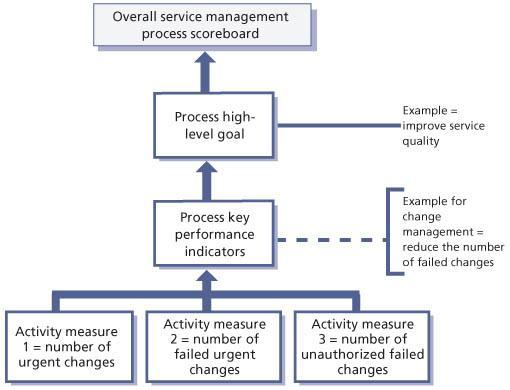 Overall service management
process scoreboard
Process high-
level goal
Example =
improve service
quality
Process key
performance
indicators
Example for
change
management =
reduce the number
of failed changes
Activity measure
1 = number of
urgent changes
Activity measure
2 = number of
failed urgent
changes
Activity measure
3 = number of
unauthorized failed
changes